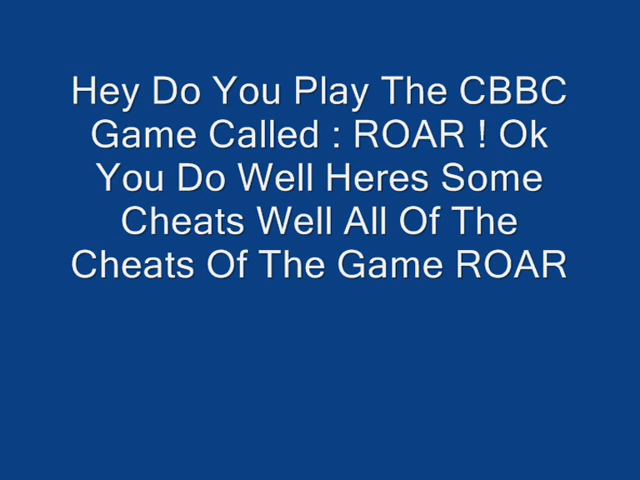 Hey Do You Play The CBBC
Game Called : ROAR ! Ok
You Do Well Heres Some
Cheats Well All Of The
Cheats Of The Game ROAR